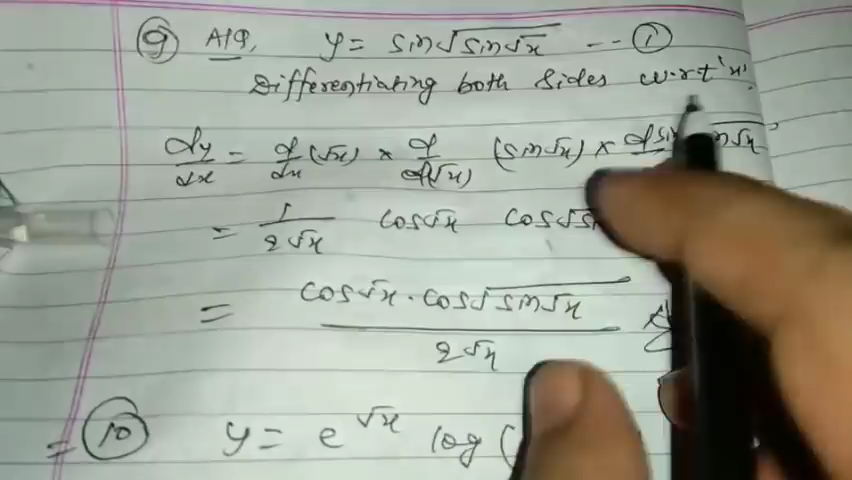 9 A/Q, y = sin√sin√x -- 1
Differentiating both sides w.r.t 'x'.
dy/dx = d/dx (√x) × d/d(√x) (sin√x) ×
= 1/2√x cos√x
= cos√x . cos√sin√x / 2√x
= 10 y = e^√x log (